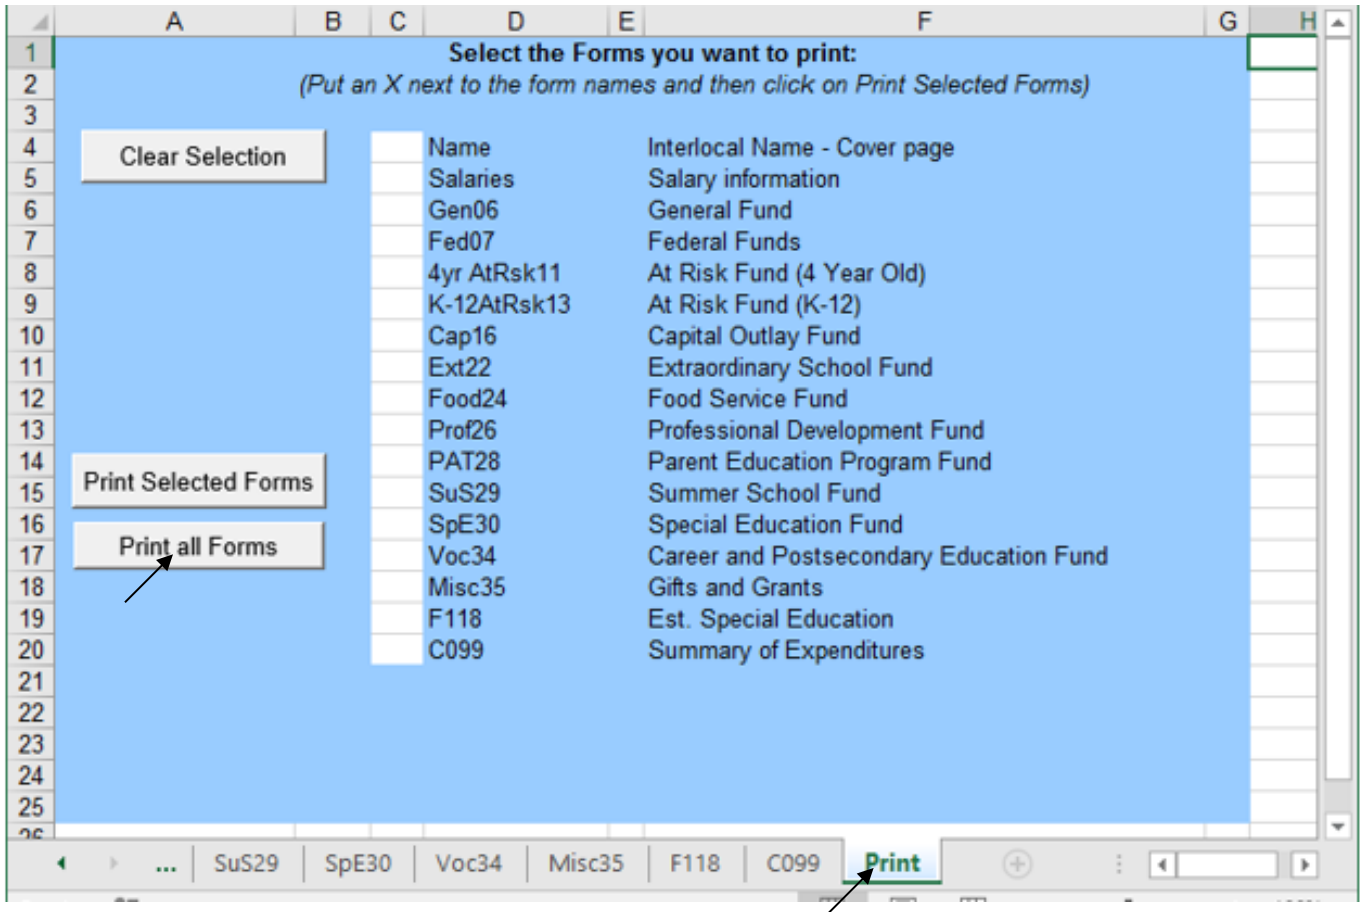 A B C D E F G H
1 Select the Forms you want to print:
2 (Put an X next to the form names and then click on Print Selected Forms)
3
4 Clear Selection Name Interlocal Name - Cover page
5 Salaries Salary information
6 Gen06 General Fund
7 Fed07 Federal Funds
8 4yr AtRsk11 At Risk Fund (4 Year Old)
9 K-12AtRsk13 At Risk Fund (K-12)
10 Cap16 Capital Outlay Fund
11 Ext22 Extraordinary School Fund
12 Food24 Food Service Fund
13 Prof26 Professional Development Fund
14 Print Selected Forms PAT28 Parent Education Program Fund
15 SuS29 Summer School Fund
16 SpE30 Special Education Fund
17 Print all Forms Voc34 Career and Postsecondary Education Fund
18 Misc35 Gifts and Grants
19 F118 Est. Special Education
20 C099 Summary of Expenditures
21
22
23
24
25
26
... SuS29 SpE30 Voc34 Misc35 F118 C099 Print